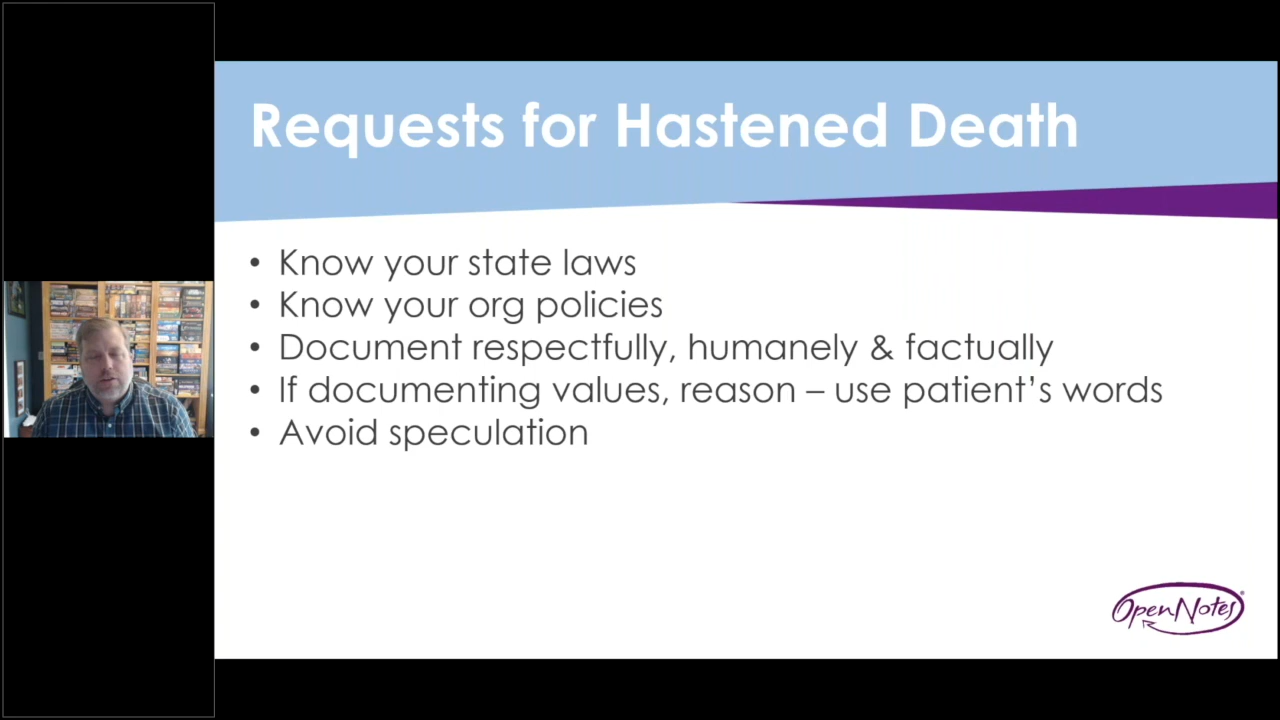 Requests for Hastened Death
• Know your state laws
• Know your org policies
• Document respectfully, humanely & factually
• If documenting values, reason – use patient’s words
• Avoid speculation
OpenNotes®